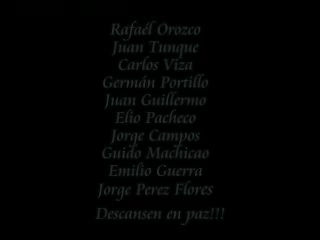 Rafaél Orozco
Juan Tunque
Carlos Viza
Germán Portillo
Juan Guillermo
Elio Pacheco
Jorge Campos
Guido Machicao
Emilio Guerra
Jorge Perez Flores
Descansen en paz!!!